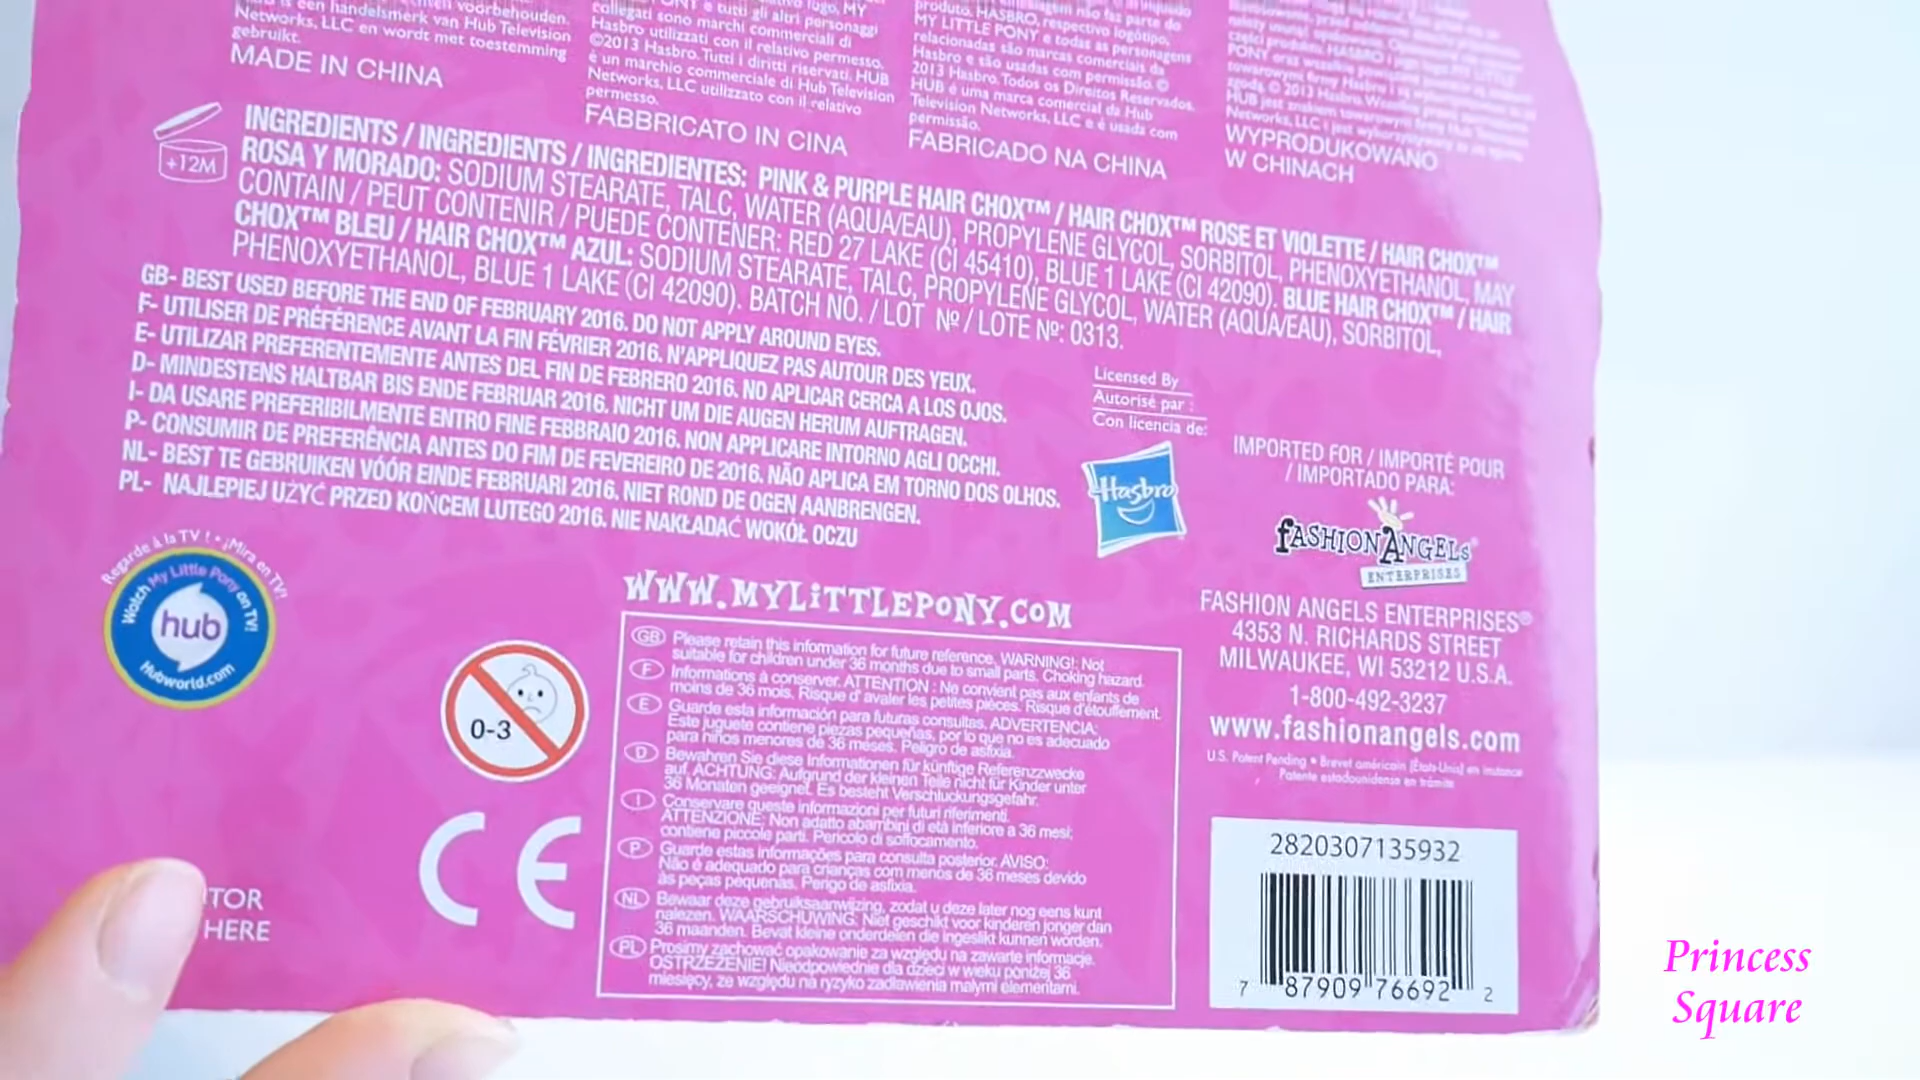 is een handelsmerk van Hub Television
Networks, LLC en wordt met toestemming
gebruikt.
MADE IN CHINA
e tutti gli altri personaggi
collegati sono marchi commerciali di
Hasbro utilizzati con il relativo permesso.
©2013 Hasbro. Tutti i diritti riservati. HUB
è un marchio commerciale di Hub Television
Networks, LLC utilizzato con il relativo
permesso.
FABBRICATO IN CINA
produto. HASBRO, respectivo logótipo,
MY LITTLE PONY e todas as personagens
relacionadas são marcas comerciais da
Hasbro e são usadas com permissão. ©
2013 Hasbro. Todos os Direitos Reservados.
HUB é uma marca comercial da Hub
Television Networks, LLC e é usada com
permissão.
FABRICADO NA CHINA
WYPRODUKOWANO
W CHINACH
+12M
INGREDIENTS / INGREDIENTS / INGREDIENTES: PINK & PURPLE HAIR CHOX™ / HAIR CHOX™ ROSE ET VIOLETTE / HAIR CHOX™
ROSA Y MORADO: SODIUM STEARATE, TALC, WATER (AQUA/EAU), PROPYLENE GLYCOL, SORBITOL, PHENOXYETHANOL, MAY
CONTAIN / PEUT CONTENIR / PUEDE CONTENER: RED 27 LAKE (CI 45410), BLUE 1 LAKE (CI 42090). BLUE HAIR CHOX™ / HAIR
CHOX™ BLEU / HAIR CHOX™ AZUL: SODIUM STEARATE, TALC, PROPYLENE GLYCOL, WATER (AQUA/EAU), SORBITOL,
PHENOXYETHANOL, BLUE 1 LAKE (CI 42090). BATCH NO. / LOT Nº / LOTE Nº: 0313.
GB- BEST USED BEFORE THE END OF FEBRUARY 2016. DO NOT APPLY AROUND EYES.
F- UTILISER DE PRÉFÉRENCE AVANT LA FIN FÉVRIER 2016. N'APPLIQUEZ PAS AUTOUR DES YEUX.
E- UTILIZAR PREFERENTEMENTE ANTES DEL FIN DE FEBRERO 2016. NO APLICAR CERCA A LOS OJOS.
D- MINDESTENS HALTBAR BIS ENDE FEBRUAR 2016. NICHT UM DIE AUGEN HERUM AUFTRAGEN.
I- DA USARE PREFERIBILMENTE ENTRO FINE FEBBRAIO 2016. NON APPLICARE INTORNO AGLI OCCHI.
P- CONSUMIR DE PREFERÊNCIA ANTES DO FIM DE FEVEREIRO DE 2016. NÃO APLICA EM TORNO DOS OLHOS.
NL- BEST TE GEBRUIKEN VÓÓR EINDE FEBRUARI 2016. NIET ROND DE OGEN AANBRENGEN.
PL- NAJLEPIEJ UŻYĆ PRZED KOŃCEM LUTEGO 2016. NIE NAKŁADAĆ WOKÓŁ OCZU
Licensed By
Autorisé par :
Con licencia de:
Hasbro
IMPORTED FOR / IMPORTÉ POUR
/ IMPORTADO PARA:
FASHION ANGELS
ENTERPRISES
FASHION ANGELS ENTERPRISES®
4353 N. RICHARDS STREET
MILWAUKEE, WI 53212 U.S.A.
1-800-492-3237
www.fashionangels.com
U.S. Patent Pending • Brevet américain (États-Unis) en instance
Patente estadounidense en trámite
Regarde à la TV ! • ¡Mira en TV!
Watch My Little Pony on TV!
hub
Hubworld.com
0-3
CE
WWW.MYLITTLEPONY.COM
GB Please retain this information for future reference. WARNING!: Not
suitable for children under 36 months due to small parts. Choking hazard.
F Informations à conserver. ATTENTION : Ne convient pas aux enfants de
moins de 36 mois. Risque d'avaler les petites pièces. Risque d'étouffement.
E Guarde esta información para futuras consultas. ADVERTENCIA:
Este juguete contiene piezas pequeñas, por lo que no es adecuado
para niños menores de 36 meses. Peligro de asfixia.
D Bewahren Sie diese Informationen für künftige Referenzzwecke
auf. ACHTUNG: Aufgrund der kleinen Teile nicht für Kinder unter
36 Monaten geeignet. Es besteht Verschluckungsgefahr.
I Conservare queste informazioni per futuri riferimenti.
ATTENZIONE: Non adatto abambini di età inferiore a 36 mesi;
contiene piccole parti. Pericolo di soffocamento.
P Guarde estas informações para consulta posterior. AVISO:
Não é adequado para crianças com menos de 36 meses devido
às peças pequenas. Perigo de asfixia.
NL Bewaar deze gebruiksaanwijzing, zodat u deze later nog eens kunt
nalezen. WAARSCHUWING: Niet geschikt voor kinderen jonger dan
36 maanden. Bevat kleine onderdelen die ingeslikt kunnen worden.
PL Prosimy zachować opakowanie za względu na zawarte informacje.
OSTRZEŻENIE! Nieodpowiednie dla dzieci w wieku poniżej 36
miesięcy, ze względu na ryzyko zadławienia małymi elementami.
TOR
HERE
2820307135932
7 87909 76692 2
Princess
Square